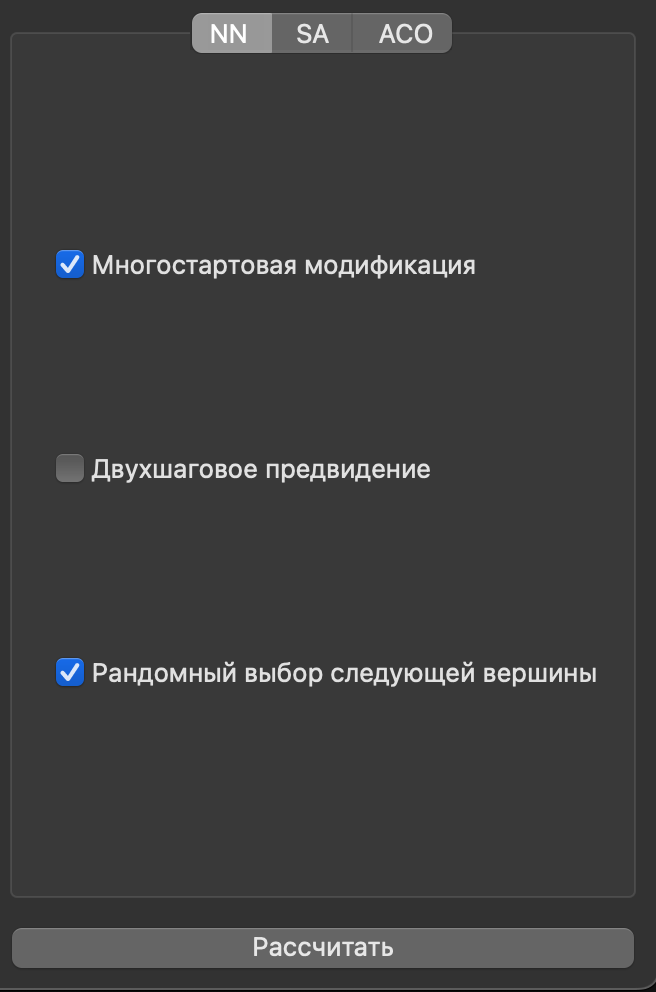 NN SA ACO
Многостартовая модификация
Двухшаговое предвидение
Рандомный выбор следующей вершины
Рассчитать